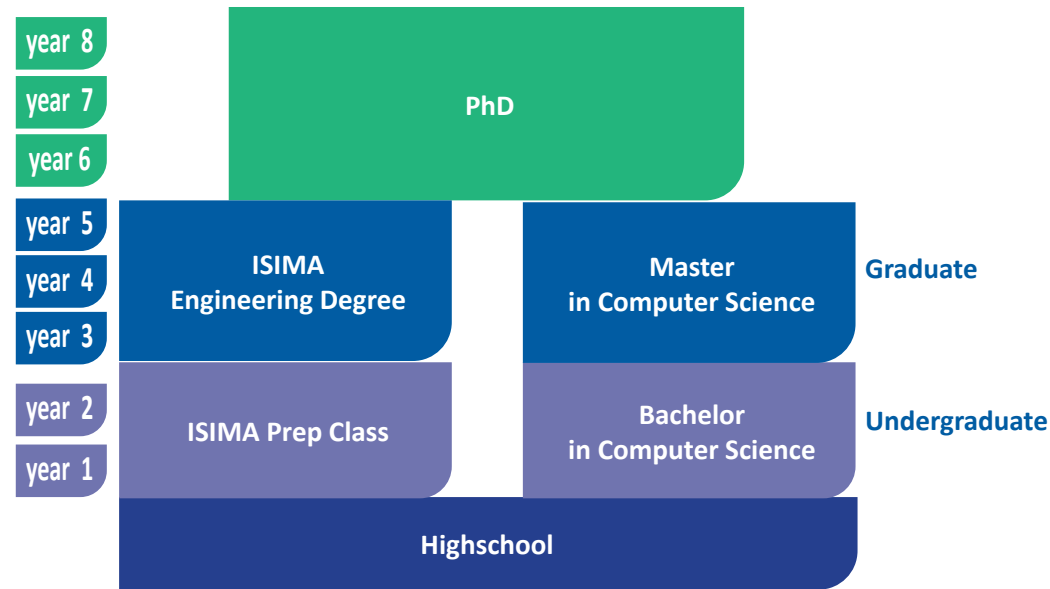 year 8
year 7
year 6
PhD
year 5
year 4
year 3
ISIMA
Engineering Degree
Master
in Computer Science
Graduate
year 2
year 1
ISIMA Prep Class
Bachelor
in Computer Science
Undergraduate
Highschool